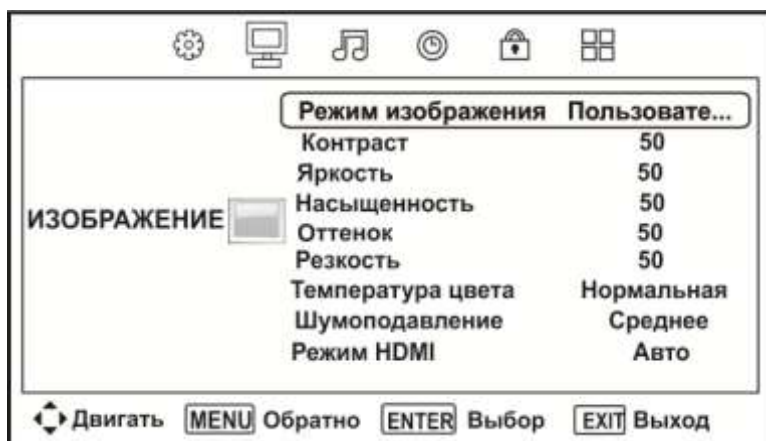 Режим изображения Пользовате...
Контраст 50
Яркость 50
Насыщенность 50
ИЗОБРАЖЕНИЕ
Оттенок 50
Резкость 50
Температура цвета Нормальная
Шумоподавление Среднее
Режим HDMI Авто
Двигать MENU Обратно ENTER Выбор EXIT Выход